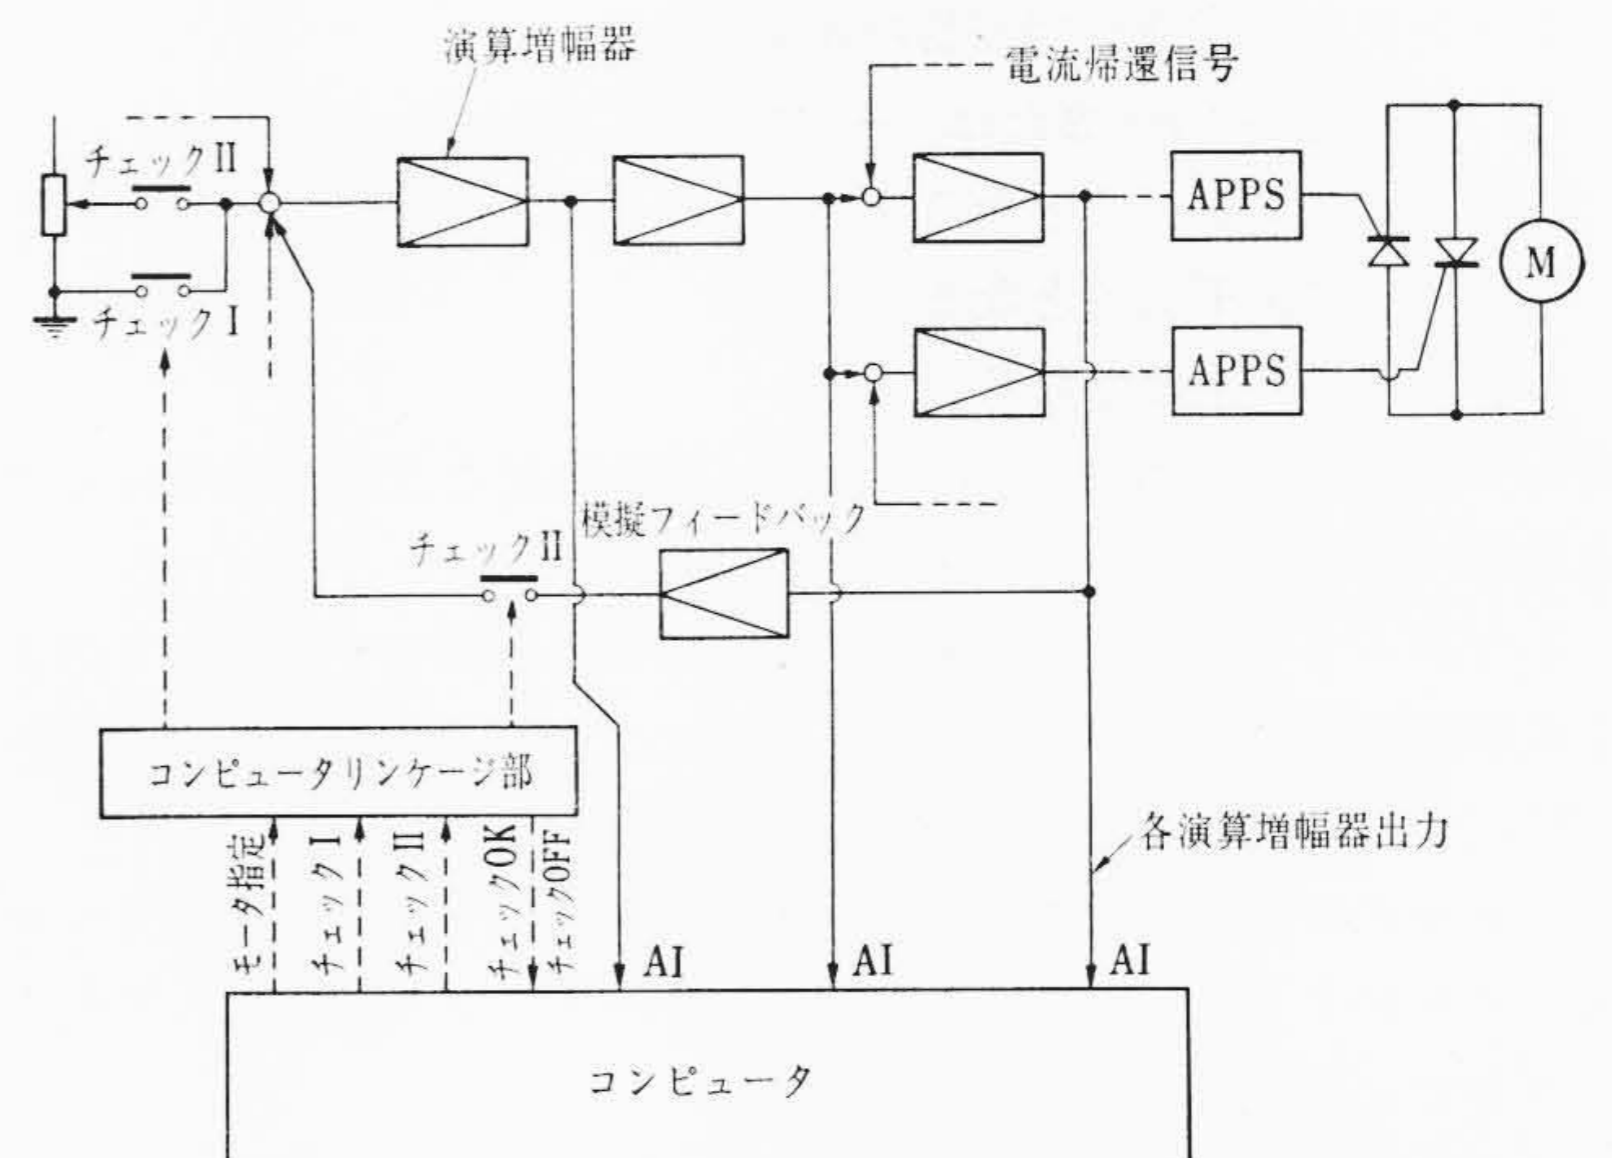 演算増幅器
電流帰還信号
チェックII
APPS
M
チェックI
APPS
模擬フィードバック
チェックII
コンピュータリンケージ部
各演算増幅器出力
モータ指定
チェックI
チェックII
チェックOK
チェックOFF
AI
AI
AI
コンピュータ